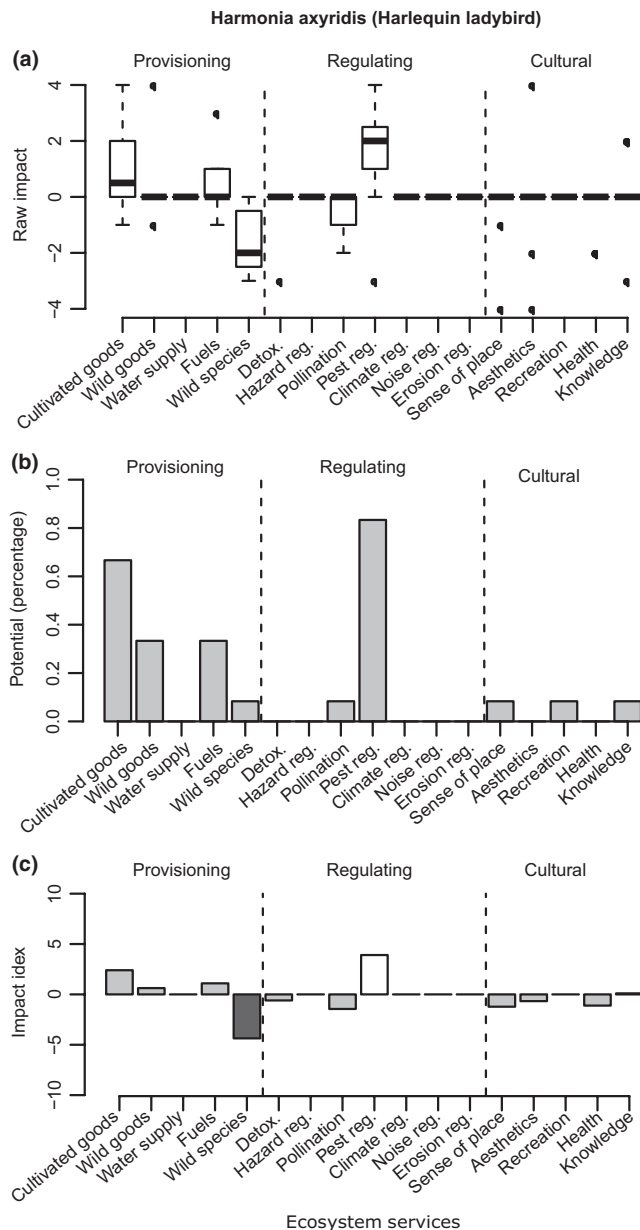 Harmonia axyridis (Harlequin ladybird)
(a)
Provisioning Regulating Cultural
Raw impact
4
2
0
-2
-4
Cultivated goods
Wild goods
Water supply
Fuels
Wild species
Detox.
Hazard reg.
Pollination
Pest reg.
Climate reg.
Noise reg.
Erosion reg.
Sense of place
Aesthetics
Recreation
Health
Knowledge
(b)
Provisioning Regulating Cultural
Potential (percentage)
1.0
0.8
0.6
0.4
0.2
0.0
Cultivated goods
Wild goods
Water supply
Fuels
Wild species
Detox.
Hazard reg.
Pollination
Pest reg.
Climate reg.
Noise reg.
Erosion reg.
Sense of place
Aesthetics
Recreation
Health
Knowledge
(c)
Provisioning Regulating Cultural
Impact idex
10
5
0
-5
-10
Cultivated goods
Wild goods
Water supply
Fuels
Wild species
Detox.
Hazard reg.
Pollination
Pest reg.
Climate reg.
Noise reg.
Erosion reg.
Sense of place
Aesthetics
Recreation
Health
Knowledge
Ecosystem services